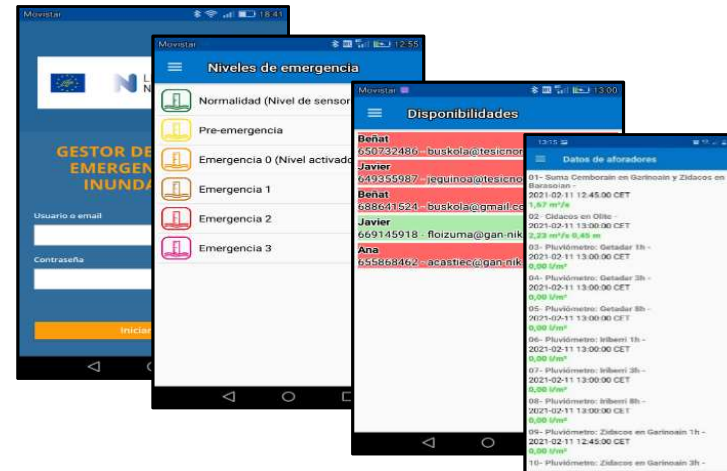 Movistar 18:41
GESTOR DE
EMERGEN
INUNDA
Usuario o email
Contraseña
Iniciar
Movistar 12:55
Niveles de emergencia
Normalidad (Nivel de sensor
Pre-emergencia
Emergencia 0 (Nivel activado
Emergencia 1
Emergencia 2
Emergencia 3
Movistar 13:00
Disponibilidades
Beñat
650732486 - buskola@tesicnor
Javier
649355987 - jeguinoa@tesicno
Beñat
688641524 - buskola@gmail.co
Javier
669145918 - floizuma@gan-nik
Ana
655868462 - acastiec@gan-nik
13:15
Datos de aforadores
01- Suma Cemborain en Garinoain y Zidacos en
Barasoian -
2021-02-11 12:45:00 CET
1,67 m³/s
02- Cidacos en Olite -
2021-02-11 13:00:00 CET
2,23 m³/s 0,45 m
03- Pluviómetro: Getadar 1h -
2021-02-11 13:00:00 CET
0,00 l/m²
04- Pluviómetro: Getadar 3h -
2021-02-11 13:00:00 CET
0,00 l/m²
05- Pluviómetro: Getadar 8h -
2021-02-11 13:00:00 CET
0,00 l/m²
06- Pluviómetro: Iriberri 1h -
2021-02-11 13:00:00 CET
0,00 l/m²
07- Pluviómetro: Iriberri 3h -
2021-02-11 13:00:00 CET
0,00 l/m²
08- Pluviómetro: Iriberri 8h -
2021-02-11 13:00:00 CET
0,00 l/m²
09- Pluviómetro: Zidacos en Garinoain 1h -
2021-02-11 12:45:00 CET
0,00 l/m²
10- Pluviómetro: Zidacos en Garinoain 3h -